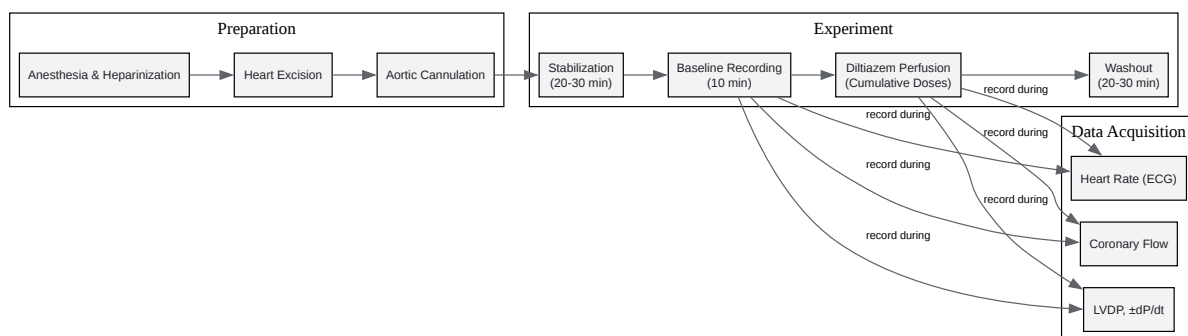 Preparation
Anesthesia & Heparinization
Heart Excision
Aortic Cannulation
Experiment
Stabilization
(20-30 min)
Baseline Recording
(10 min)
Diltiazem Perfusion
(Cumulative Doses)
Washout
(20-30 min)
record during
record during
record during
record during
record during
record during
Data Acquisition
Heart Rate (ECG)
Coronary Flow
LVDP, ±dP/dt